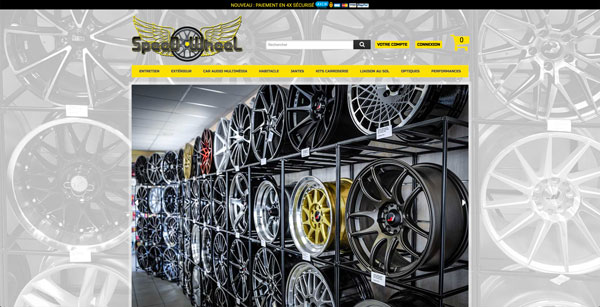 NOUVEAU : PAIEMENT EN 4X SÉCURISÉ
Speed Wheel
Rechercher
VOTRE COMPTE
CONNEXION
0
ENTRETIEN
EXTÉRIEUR
CAR AUDIO MULTIMÉDIA
HABITACLE
JANTES
KITS CARROSSERIE
LIAISON AU SOL
OPTIQUES
PERFORMANCES